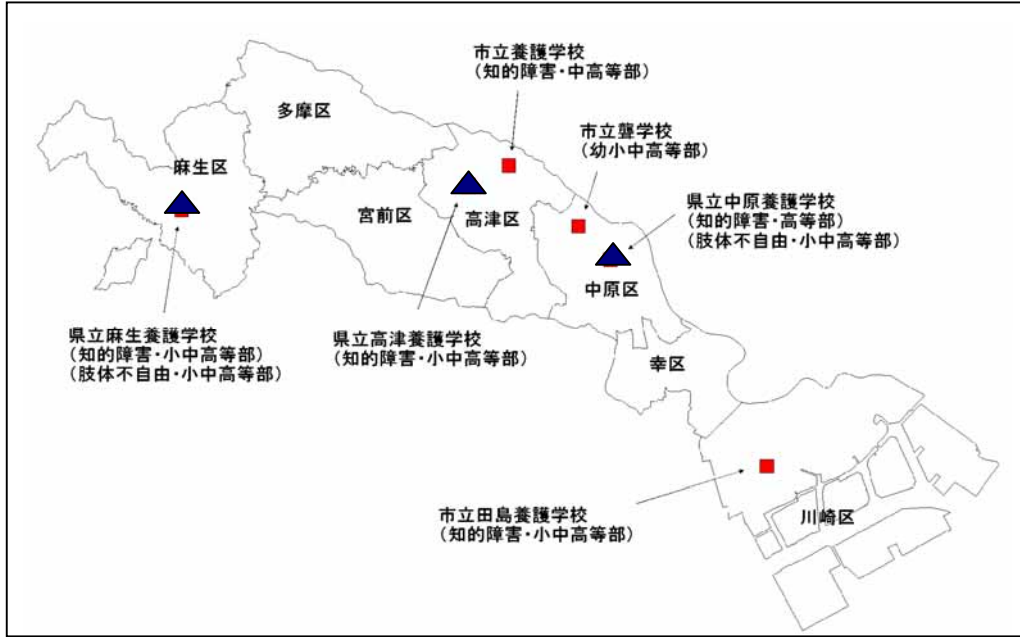 市立養護学校
（知的障害・中高等部）
多摩区
市立聾学校
（幼小中高等部）
麻生区
県立中原養護学校
（知的障害・高等部）
（肢体不自由・小中高等部）
宮前区
高津区
中原区
県立麻生養護学校
（知的障害・小中高等部）
（肢体不自由・小中高等部）
県立高津養護学校
（知的障害・小中高等部）
幸区
市立田島養護学校
（知的障害・小中高等部）
川崎区